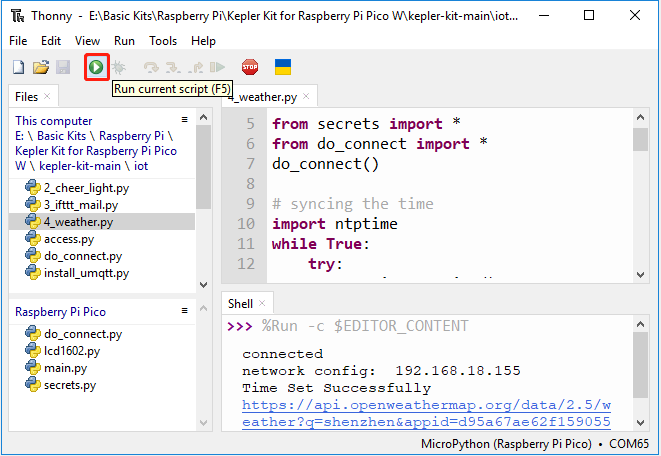 Thonny - E:\Basic Kits\Raspberry Pi\Kepler Kit for Raspberry Pi Pico W\kepler-kit-main\iot...
File Edit View Run Tools Help
STOP
Run current script (F5)
Files
This computer
E: \ Basic Kits \ Raspberry Pi \
Kepler Kit for Raspberry Pi Pico
W \ kepler-kit-main \ iot
2_cheer_light.py
3_ifttt_mail.py
4_weather.py
access.py
do_connect.py
install_umqtt.py
Raspberry Pi Pico
do_connect.py
lcd1602.py
main.py
secrets.py
4_weather.py
5 from secrets import *
6 from do_connect import *
7 do_connect()
8
9 # syncing the time
10 import ntptime
11 while True:
12 try:
Shell
>>> %Run -c $EDITOR_CONTENT
connected
network config: 192.168.18.155
Time Set Successfully
https://api.openweathermap.org/data/2.5/w
eather?q=shenzhen&appid=d95a67ae62f159055
MicroPython (Raspberry Pi Pico) • COM65